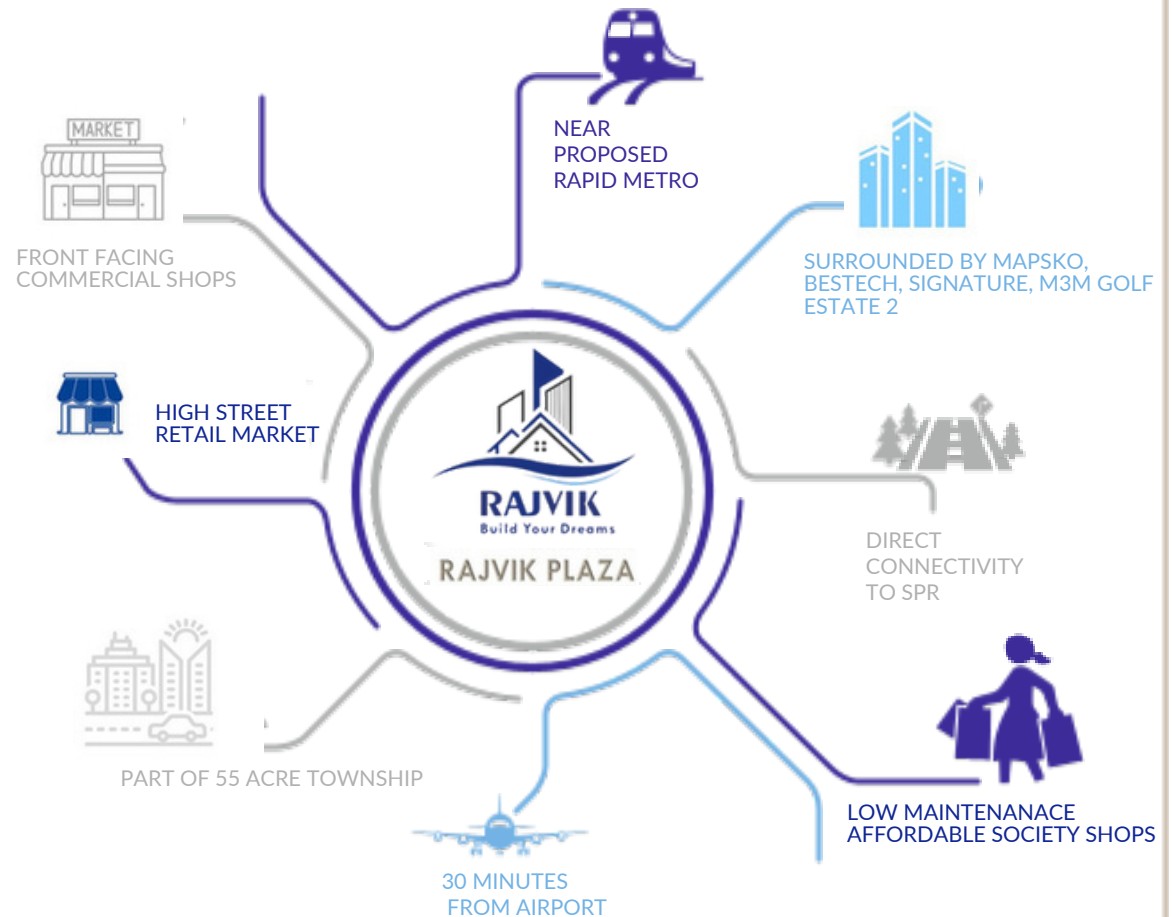 MARKET
FRONT FACING
COMMERCIAL SHOPS
NEAR
PROPOSED
RAPID METRO
SURROUNDED BY MAPSKO,
BESTECH, SIGNATURE, M3M GOLF
ESTATE 2
HIGH STREET
RETAIL MARKET
RAJVIK
Build Your Dreams
RAJVIK PLAZA
DIRECT
CONNECTIVITY
TO SPR
PART OF 55 ACRE TOWNSHIP
LOW MAINTENANACE
AFFORDABLE SOCIETY SHOPS
30 MINUTES
FROM AIRPORT